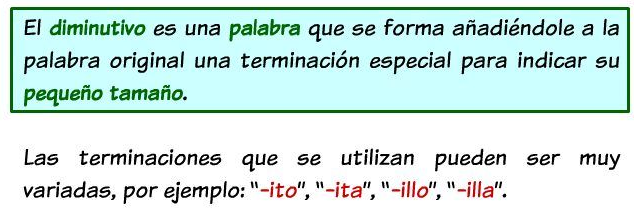 El diminutivo es una palabra que se forma añadiéndole a la
palabra original una terminación especial para indicar su
pequeño tamaño.
Las terminaciones que se utilizan pueden ser muy
variadas, por ejemplo: "-ito", "-ita", "-illo", "-illa".